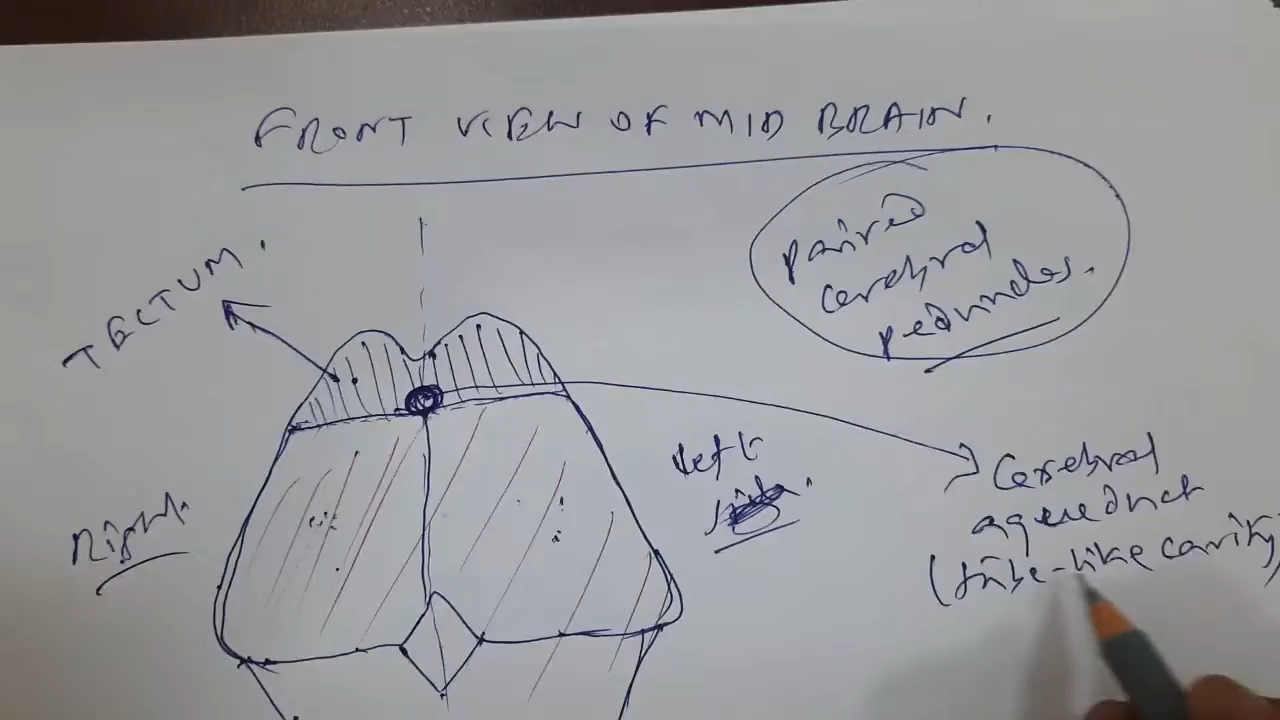 FRONT VIEW OF MID BRAIN.
paired
cerebral
peduncles.
TECTUM.
left
Right.
Cerebral
aqueduct
(tube-like cavity)